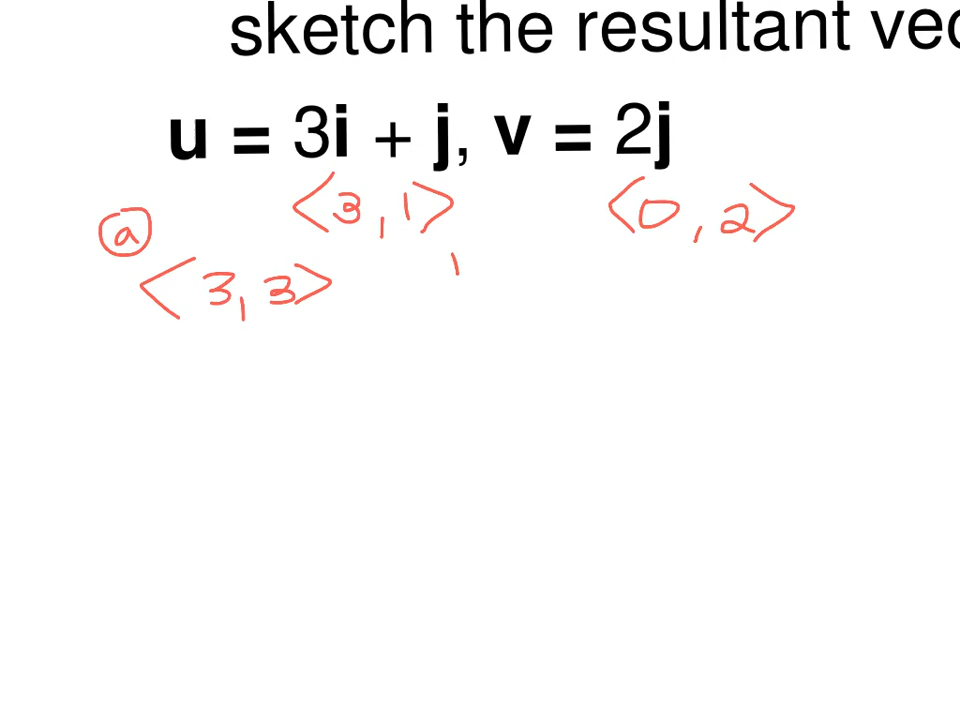 sketch the resultant vec
u = 3i + j, v = 2j
<3,1> <0,2>
a
<3,3>